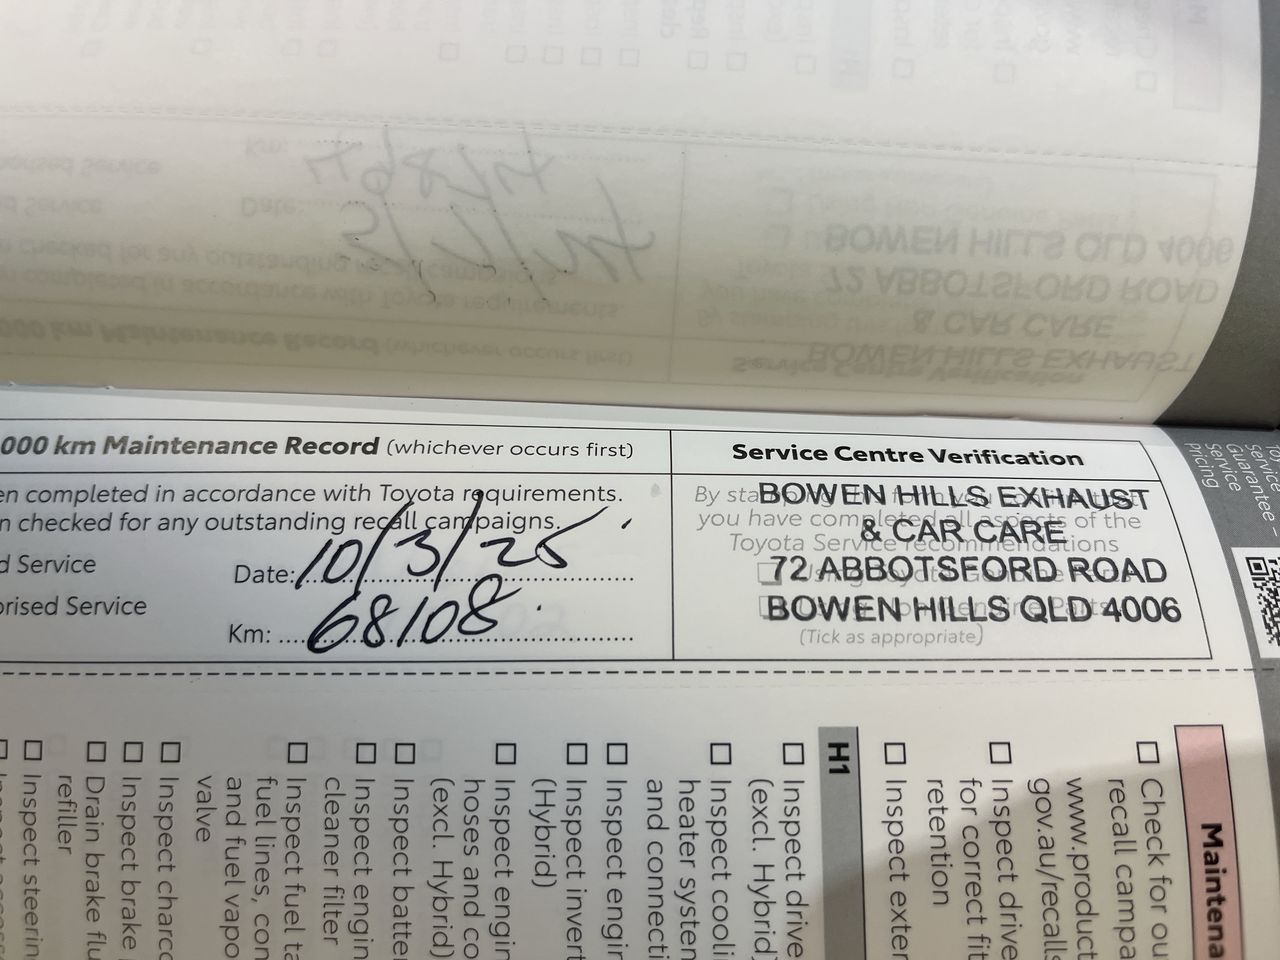 000 km Maintenance Record (whichever occurs first)
en completed in accordance with Toyota requirements.
n checked for any outstanding recall campaigns.
d Service
Date: 10/3/25
orised Service
Km: 68108
Service Centre Verification
By
you have completed all aspects of the
Toyota Service recommendations
(Tick as appropriate)
BOWEN HILLS EXHAUST
& CAR CARE
72 ABBOTSFORD ROAD
BOWEN HILLS QLD 4006
Service
Guarantee –
Service
Pricing
Maintena
Check for ou
recall campa
www.product
gov.au/recalls
Inspect drive
for correct fit
retention
Inspect exter
H1
Inspect drive
(excl. Hybrid)
Inspect cooli
heater system
and connecti
Inspect engin
Inspect invert
(Hybrid)
Inspect engin
hoses and co
(excl. Hybrid)
Inspect batte
Inspect engin
cleaner filter
Inspect fuel ta
fuel lines, con
and fuel vapo
valve
Inspect charco
Inspect brake
Drain brake flu
refiller
Inspect steerin